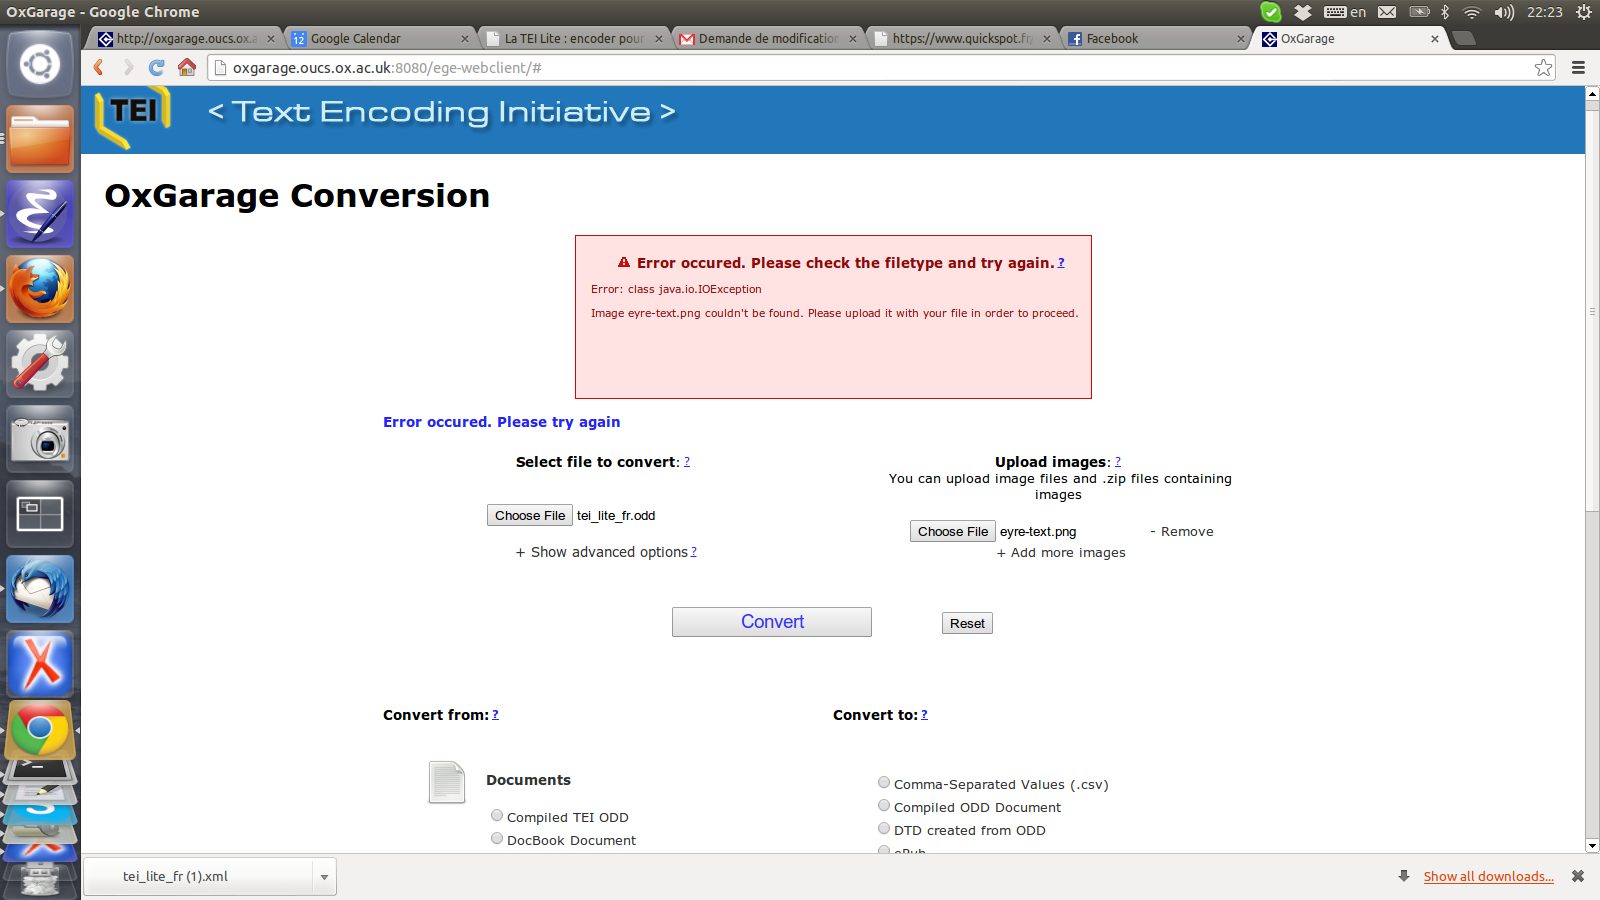 OxGarage - Google Chrome
en
22:23
http://oxgarage.oucs.ox.a
12
Google Calendar
La TEI Lite : encoder pour
Demande de modification
https://www.quickspot.fr/
Facebook
OxGarage
oxgarage.oucs.ox.ac.uk:8080/ege-webclient/#
TEI
< Text Encoding Initiative >
OxGarage Conversion
Error occured. Please check the filetype and try again. ?
Error: class java.io.IOException
Image eyre-text.png couldn't be found. Please upload it with your file in order to proceed.
Error occured. Please try again
Select file to convert: ?
Upload images: ?
You can upload image files and .zip files containing
images
Choose File tei_lite_fr.odd
Choose File eyre-text.png
- Remove
+ Show advanced options ?
+ Add more images
Convert
Reset
Convert from: ?
Convert to: ?
Documents
Comma-Separated Values (.csv)
Compiled ODD Document
Compiled TEI ODD
DTD created from ODD
DocBook Document
ePub
tei_lite_fr (1).xml
Show all downloads...